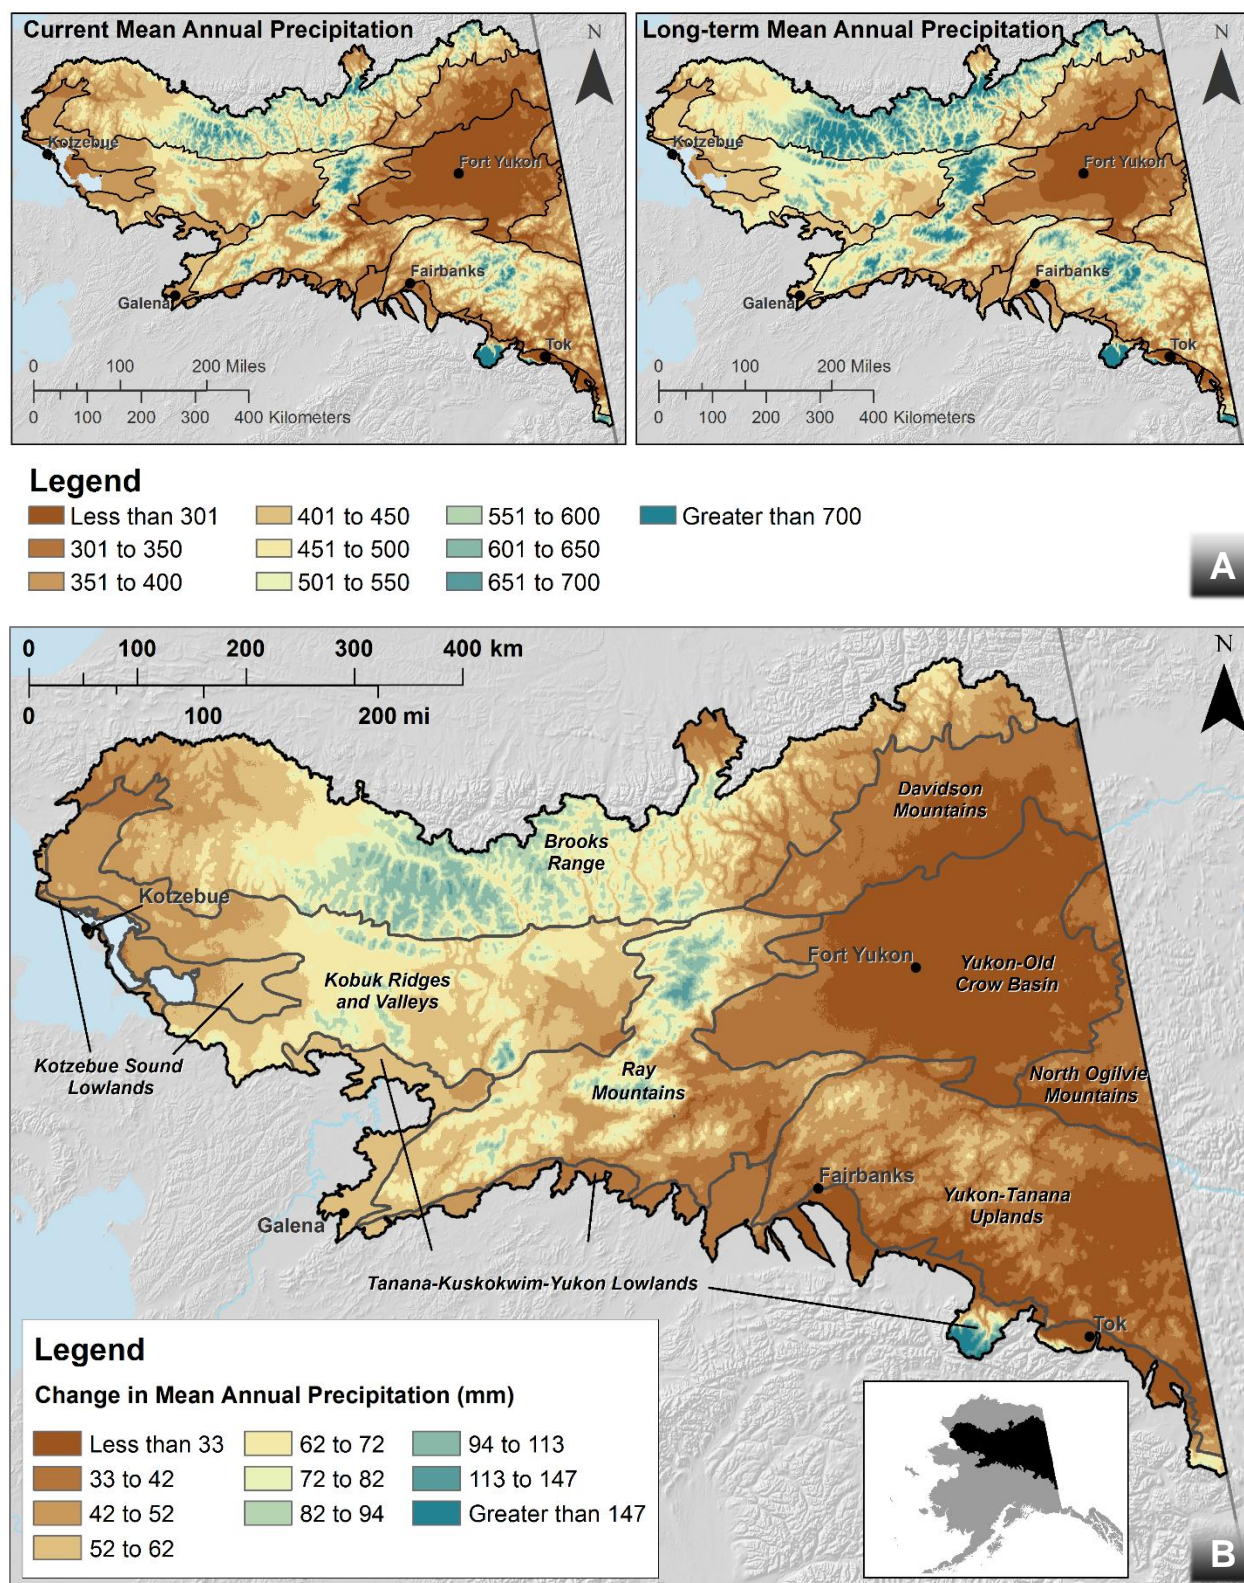 Current Mean Annual Precipitation
N
Kotzebue
Fort Yukon
Fairbanks
Galena
Tok
0 100 200 Miles
0 100 200 300 400 Kilometers
Long-term Mean Annual Precipitation
N
Kotzebue
Fort Yukon
Fairbanks
Galena
Tok
0 100 200 Miles
0 100 200 300 400 Kilometers
Legend
Less than 301
301 to 350
351 to 400
401 to 450
451 to 500
501 to 550
551 to 600
601 to 650
651 to 700
Greater than 700
A
0 100 200 300 400 km
0 100 200 mi
N
Davidson
Mountains
Brooks
Range
Kotzebue
Fort Yukon
Yukon-Old
Crow Basin
Kobuk Ridges
and Valleys
Kotzebue Sound
Lowlands
Ray
Mountains
North Ogilvie
Mountains
Fairbanks
Yukon-Tanana
Uplands
Galena
Tanana-Kuskokwim-Yukon Lowlands
Tok
Legend
Change in Mean Annual Precipitation (mm)
Less than 33
33 to 42
42 to 52
52 to 62
62 to 72
72 to 82
82 to 94
94 to 113
113 to 147
Greater than 147
B